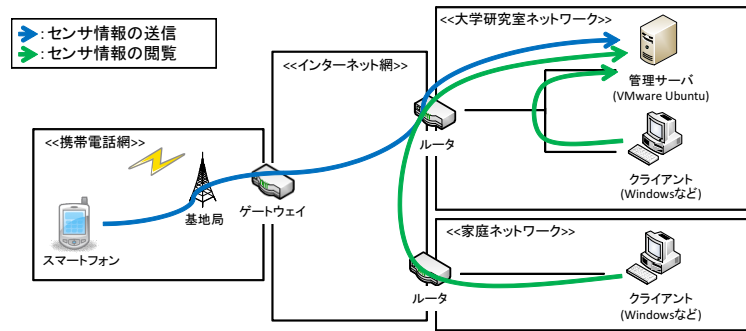 :センサ情報の送信
:センサ情報の閲覧
<<大学研究室ネットワーク>>
<<インターネット網>>
管理サーバ
(VMware Ubuntu)
ルータ
<<携帯電話網>>
クライアント
(Windowsなど)
ゲートウェイ
基地局
スマートフォン
<<家庭ネットワーク>>
ルータ
クライアント
(Windowsなど)